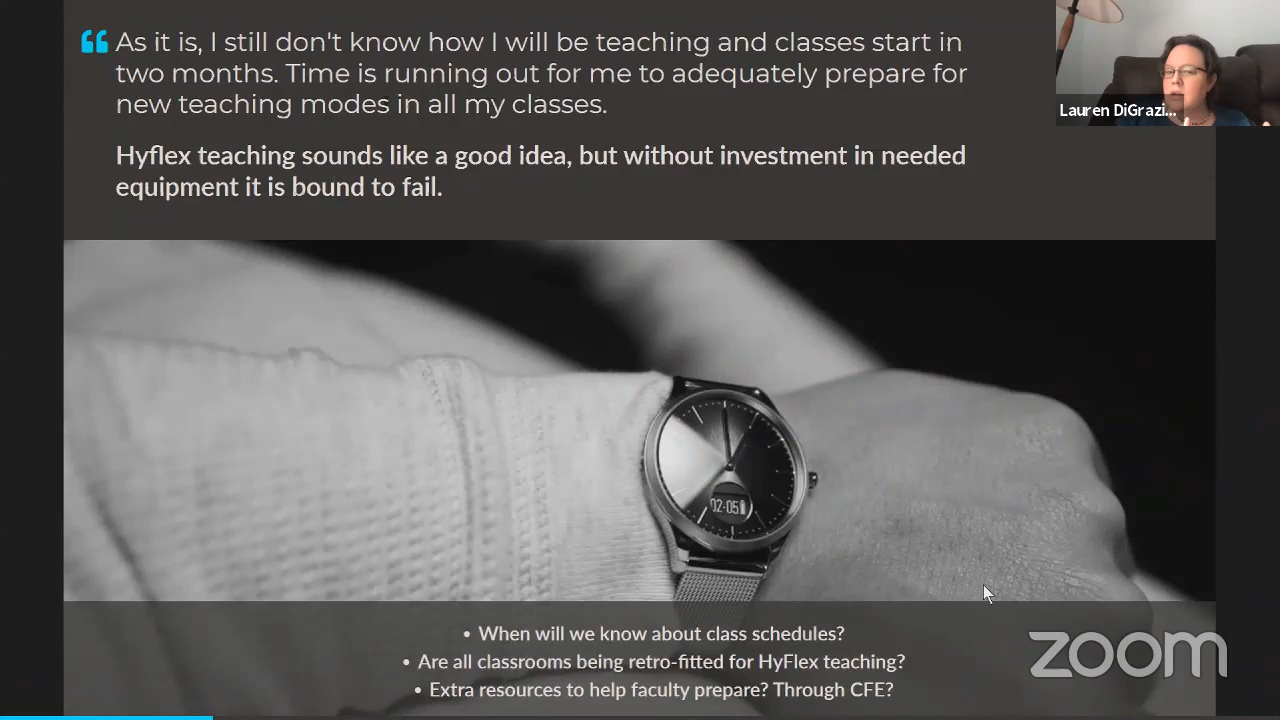 As it is, I still don't know how I will be teaching and classes start in
two months. Time is running out for me to adequately prepare for
new teaching modes in all my classes.
Hyflex teaching sounds like a good idea, but without investment in needed
equipment it is bound to fail.
Lauren DiGrazi...
02:05
• When will we know about class schedules?
• Are all classrooms being retro-fitted for HyFlex teaching?
• Extra resources to help faculty prepare? Through CFE?
zoom